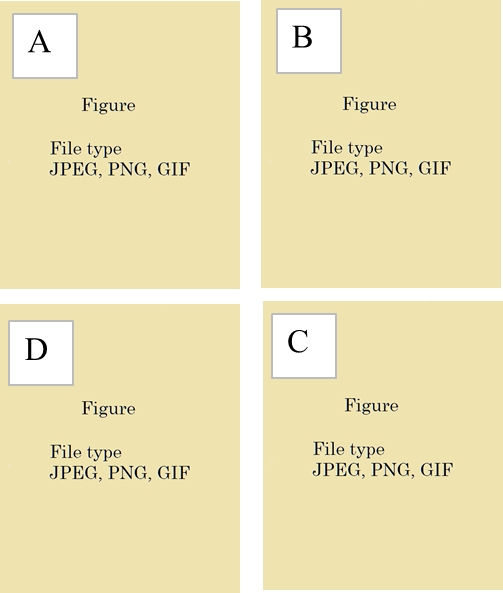 A
Figure
File type
JPEG, PNG, GIF
B
Figure
File type
JPEG, PNG, GIF
D
Figure
File type
JPEG, PNG, GIF
C
Figure
File type
JPEG, PNG, GIF